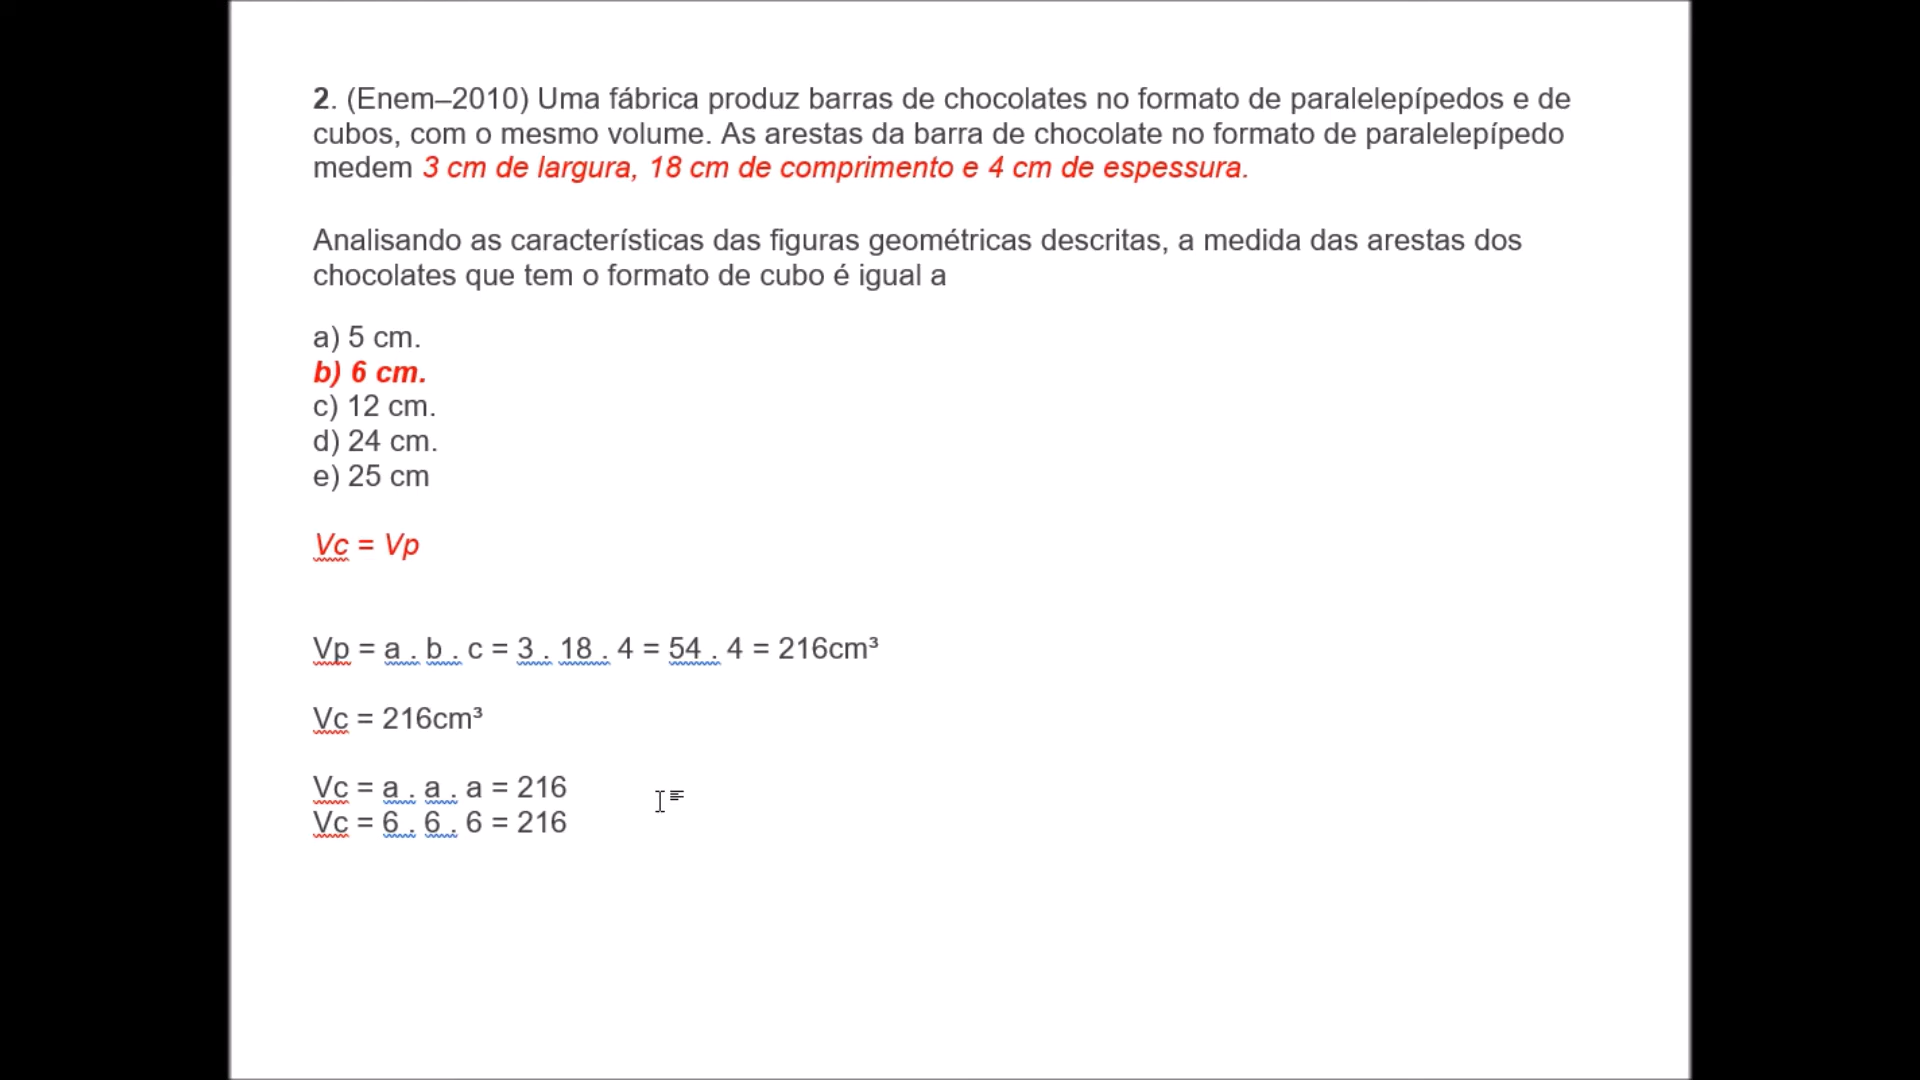 2. (Enem–2010) Uma fábrica produz barras de chocolates no formato de paralelepípedos e de
cubos, com o mesmo volume. As arestas da barra de chocolate no formato de paralelepípedo
medem 3 cm de largura, 18 cm de comprimento e 4 cm de espessura.
Analisando as características das figuras geométricas descritas, a medida das arestas dos
chocolates que tem o formato de cubo é igual a
a) 5 cm.
b) 6 cm.
c) 12 cm.
d) 24 cm.
e) 25 cm
Vc = Vp
Vp = a . b . c = 3 . 18 . 4 = 54 . 4 = 216cm³
Vc = 216cm³
Vc = a . a . a = 216
Vc = 6 . 6 . 6 = 216